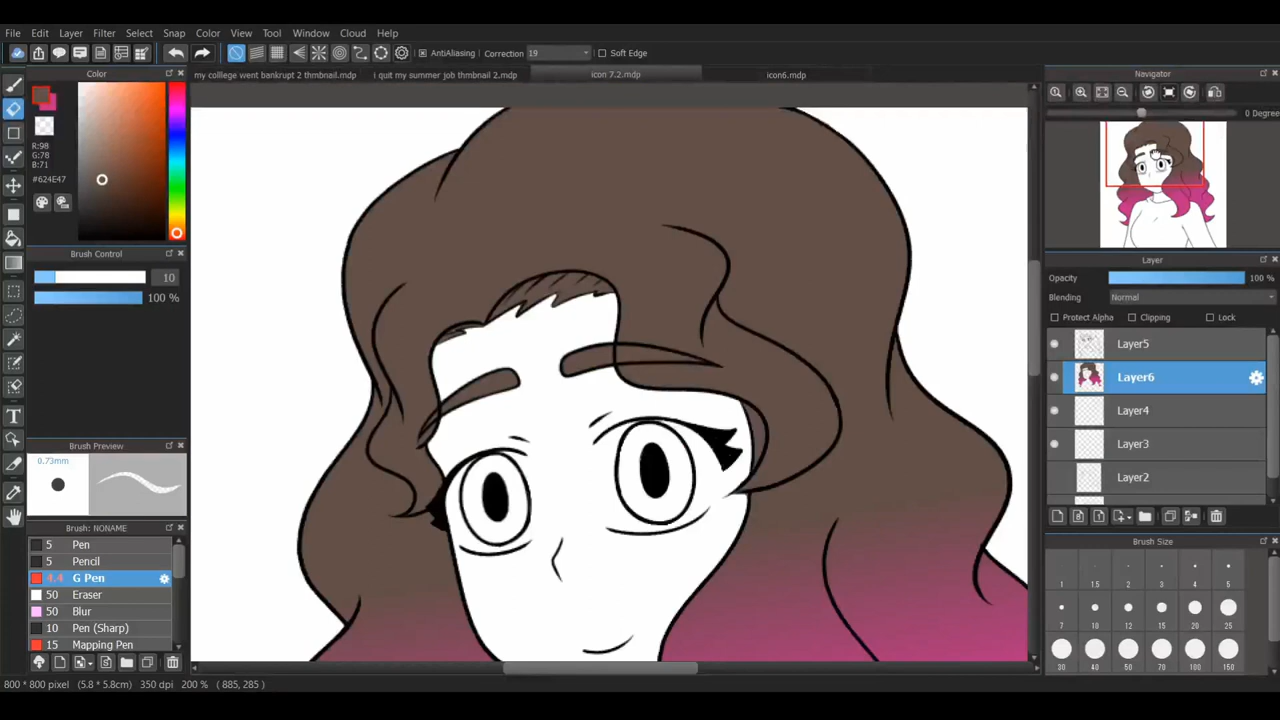 File Edit Layer Filter Select Snap Color View Tool Window Cloud Help
AntiAliasing Correction 19 Soft Edge
my colllege went bankrupt 2 thmbnail.mdp i quit my summer job thmbnail 2.mdp icon 7.2.mdp icon6.mdp
Color
R:98
G:78
B:71
#624E47
Brush Control
10
100 %
Brush Preview
0.73mm
Brush: NONAME
5 Pen
5 Pencil
4.4 G Pen
50 Eraser
50 Blur
10 Pen (Sharp)
15 Mapping Pen
800 * 800 pixel (5.8 * 5.8cm) 350 dpi 200 % ( 885, 285 )
Navigator
0 Degree
Layer
Opacity 100 %
Blending Normal
Protect Alpha Clipping Lock
Layer5
Layer6
Layer4
Layer3
Layer2
Brush Size
1 1.5 2 3 4 5
7 10 12 15 20 25
30 40 50 70 100 150